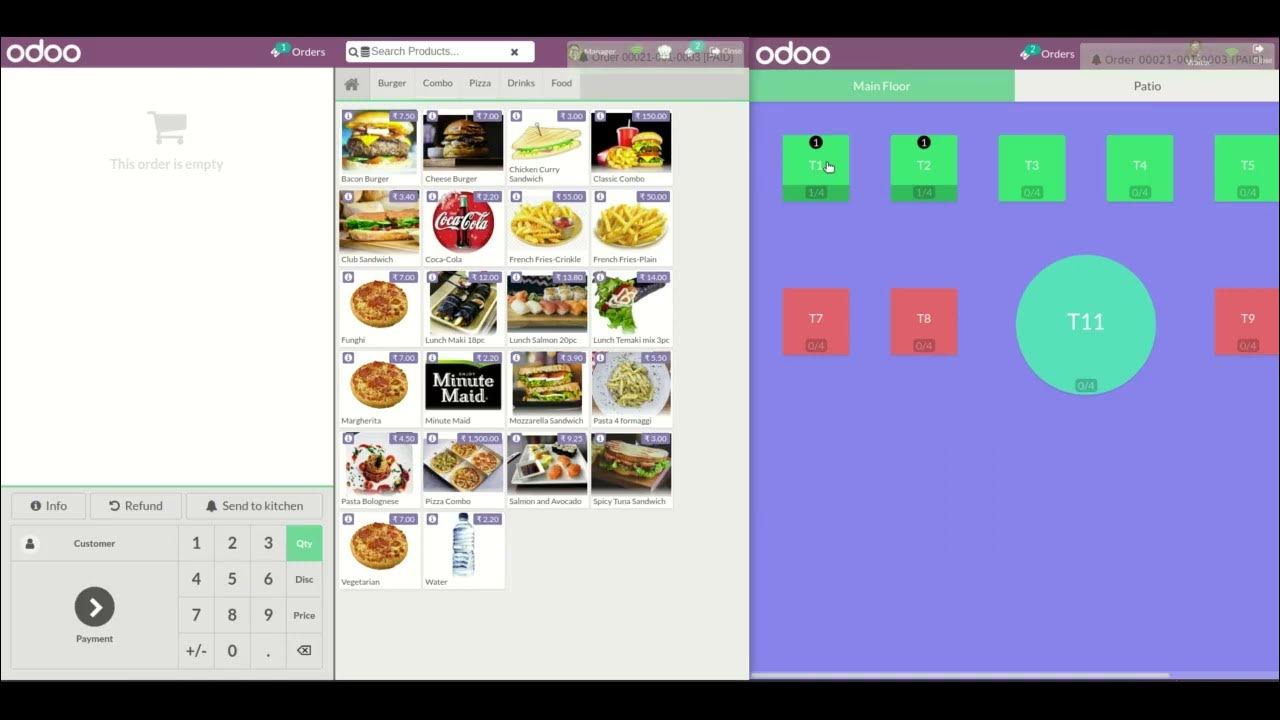 odoo
1 Orders
Search Products...
Manager
2
Close
Order 00021-001-0003 [PAID]
This order is empty
Burger Combo Pizza Drinks Food
₹ 7.50 ₹ 7.00 ₹ 3.00 ₹ 150.00
Bacon Burger Cheese Burger Chicken Curry Sandwich Classic Combo
₹ 3.40 ₹ 2.20 ₹ 55.00 ₹ 50.00
Coca-Cola
Club Sandwich Coca-Cola French Fries-Crinkle French Fries-Plain
₹ 7.00 ₹ 12.00 ₹ 13.80 ₹ 14.00
Funghi Lunch Maki 18pc Lunch Salmon 20pc Lunch Temaki mix 3pc
₹ 7.00 ₹ 2.20 ₹ 3.90 ₹ 5.50
ENJOY
Minute
Maid
Margherita Minute Maid Mozzarella Sandwich Pasta 4 formaggi
₹ 4.50 ₹ 1,500.00 ₹ 9.25 ₹ 3.00
Pasta Bolognese Pizza Combo Salmon and Avocado Spicy Tuna Sandwich
₹ 7.00 ₹ 2.20
Vegetarian Water
Info Refund Send to kitchen
Customer 1 2 3 Qty
4 5 6 Disc
7 8 9 Price
Payment
+/- 0 .
odoo
2 Orders
Order 00021-001-0003 [PAID]
Main Floor Patio
1 1
T1 T2 T3 T4 T5
1/4 1/4 0/4 0/4 0/4
T7 T8 T11 T9
0/4 0/4 0/4 0/4